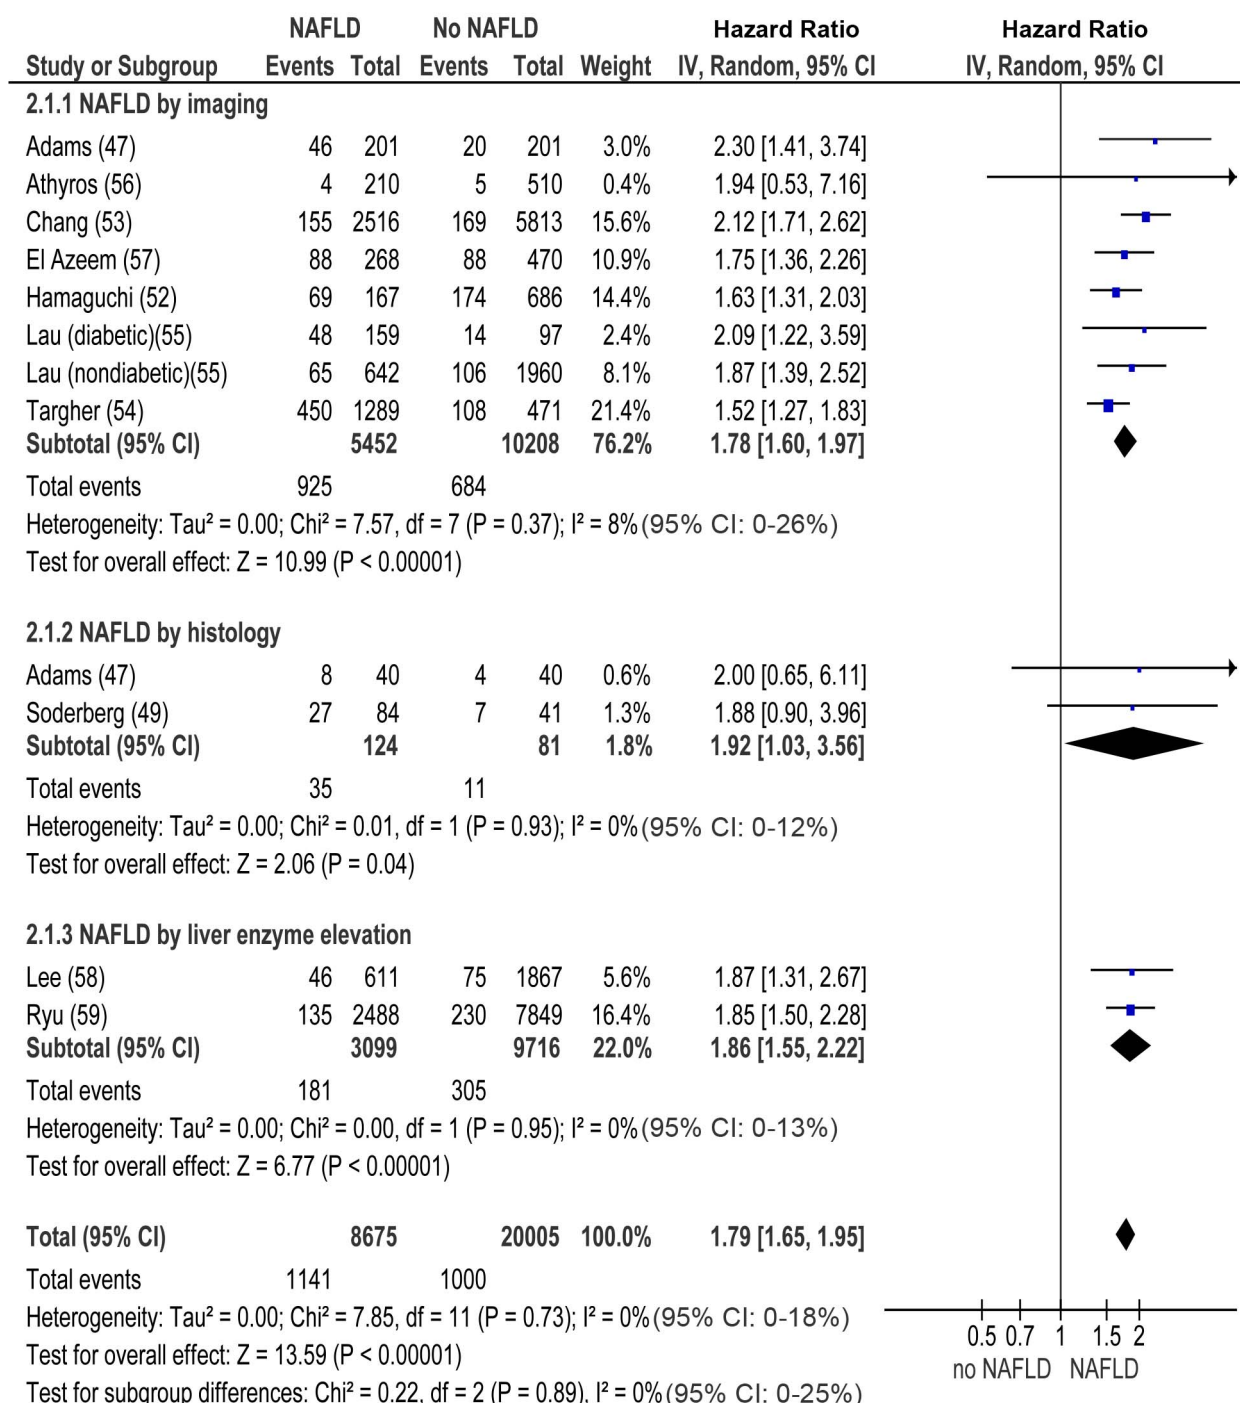 NAFLD No NAFLD Hazard Ratio Hazard Ratio
Study or Subgroup Events Total Events Total Weight IV, Random, 95% CI IV, Random, 95% CI
2.1.1 NAFLD by imaging
Adams (47) 46 201 20 201 3.0% 2.30 [1.41, 3.74]
Athyros (56) 4 210 5 510 0.4% 1.94 [0.53, 7.16]
Chang (53) 155 2516 169 5813 15.6% 2.12 [1.71, 2.62]
El Azeem (57) 88 268 88 470 10.9% 1.75 [1.36, 2.26]
Hamaguchi (52) 69 167 174 686 14.4% 1.63 [1.31, 2.03]
Lau (diabetic)(55) 48 159 14 97 2.4% 2.09 [1.22, 3.59]
Lau (nondiabetic)(55) 65 642 106 1960 8.1% 1.87 [1.39, 2.52]
Targher (54) 450 1289 108 471 21.4% 1.52 [1.27, 1.83]
Subtotal (95% CI) 5452 10208 76.2% 1.78 [1.60, 1.97]
Total events 925 684
Heterogeneity: Tau² = 0.00; Chi² = 7.57, df = 7 (P = 0.37); I² = 8% (95% CI: 0-26%)
Test for overall effect: Z = 10.99 (P < 0.00001)
2.1.2 NAFLD by histology
Adams (47) 8 40 4 40 0.6% 2.00 [0.65, 6.11]
Soderberg (49) 27 84 7 41 1.3% 1.88 [0.90, 3.96]
Subtotal (95% CI) 124 81 1.8% 1.92 [1.03, 3.56]
Total events 35 11
Heterogeneity: Tau² = 0.00; Chi² = 0.01, df = 1 (P = 0.93); I² = 0% (95% CI: 0-12%)
Test for overall effect: Z = 2.06 (P = 0.04)
2.1.3 NAFLD by liver enzyme elevation
Lee (58) 46 611 75 1867 5.6% 1.87 [1.31, 2.67]
Ryu (59) 135 2488 230 7849 16.4% 1.85 [1.50, 2.28]
Subtotal (95% CI) 3099 9716 22.0% 1.86 [1.55, 2.22]
Total events 181 305
Heterogeneity: Tau² = 0.00; Chi² = 0.00, df = 1 (P = 0.95); I² = 0% (95% CI: 0-13%)
Test for overall effect: Z = 6.77 (P < 0.00001)
Total (95% CI) 8675 20005 100.0% 1.79 [1.65, 1.95]
Total events 1141 1000
Heterogeneity: Tau² = 0.00; Chi² = 7.85, df = 11 (P = 0.73); I² = 0% (95% CI: 0-18%)
0.5 0.7 1 1.5 2
Test for overall effect: Z = 13.59 (P < 0.00001)
no NAFLD NAFLD
Test for subgroup differences: Chi² = 0.22, df = 2 (P = 0.89), I² = 0% (95% CI: 0-25%)